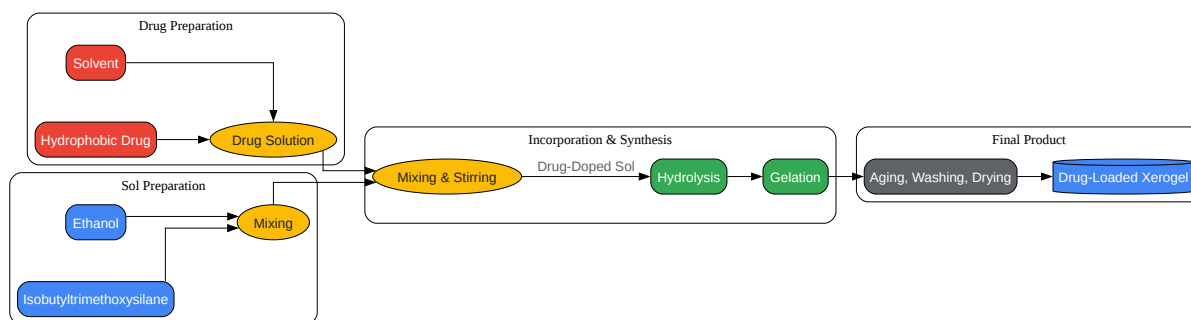 Drug Preparation
Solvent
Hydrophobic Drug
Drug Solution
Sol Preparation
Ethanol
Mixing
Isobutyltrimethoxysilane
Incorporation & Synthesis
Mixing & Stirring
Drug-Doped Sol
Hydrolysis
Gelation
Final Product
Aging, Washing, Drying
Drug-Loaded Xerogel